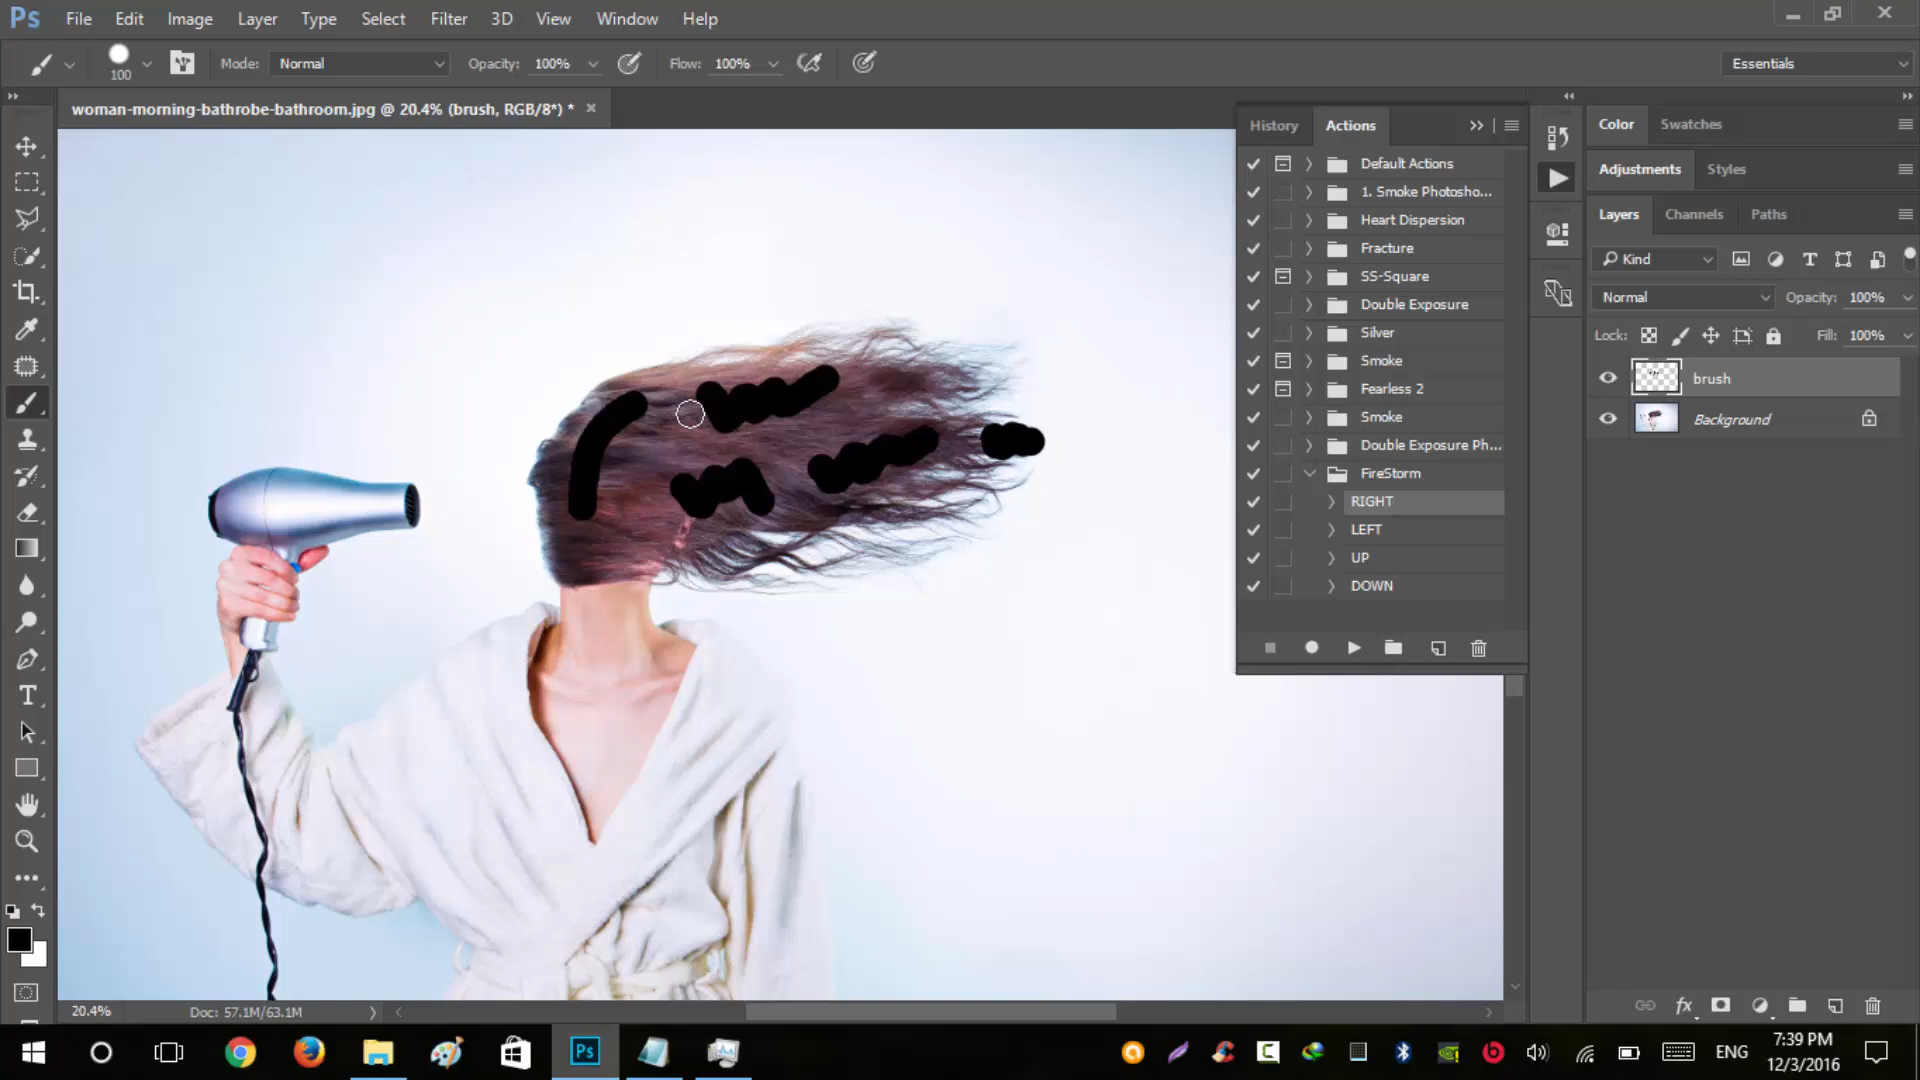 Ps File Edit Image Layer Type Select Filter 3D View Window Help
100 Mode: Normal Opacity: 100% Flow: 100% Essentials
woman-morning-bathrobe-bathroom.jpg @ 20.4% (brush, RGB/8*) *
History Actions
Default Actions
1. Smoke Photosho...
Heart Dispersion
Fracture
SS-Square
Double Exposure
Silver
Smoke
Fearless 2
Smoke
Double Exposure Ph...
FireStorm
RIGHT
LEFT
UP
DOWN
Color Swatches
Adjustments Styles
Layers Channels Paths
Kind
Normal Opacity: 100%
Lock: Fill: 100%
brush
Background
fx
T
20.4% Doc: 57.1M/63.1M
Ps
ENG
7:39 PM
12/3/2016